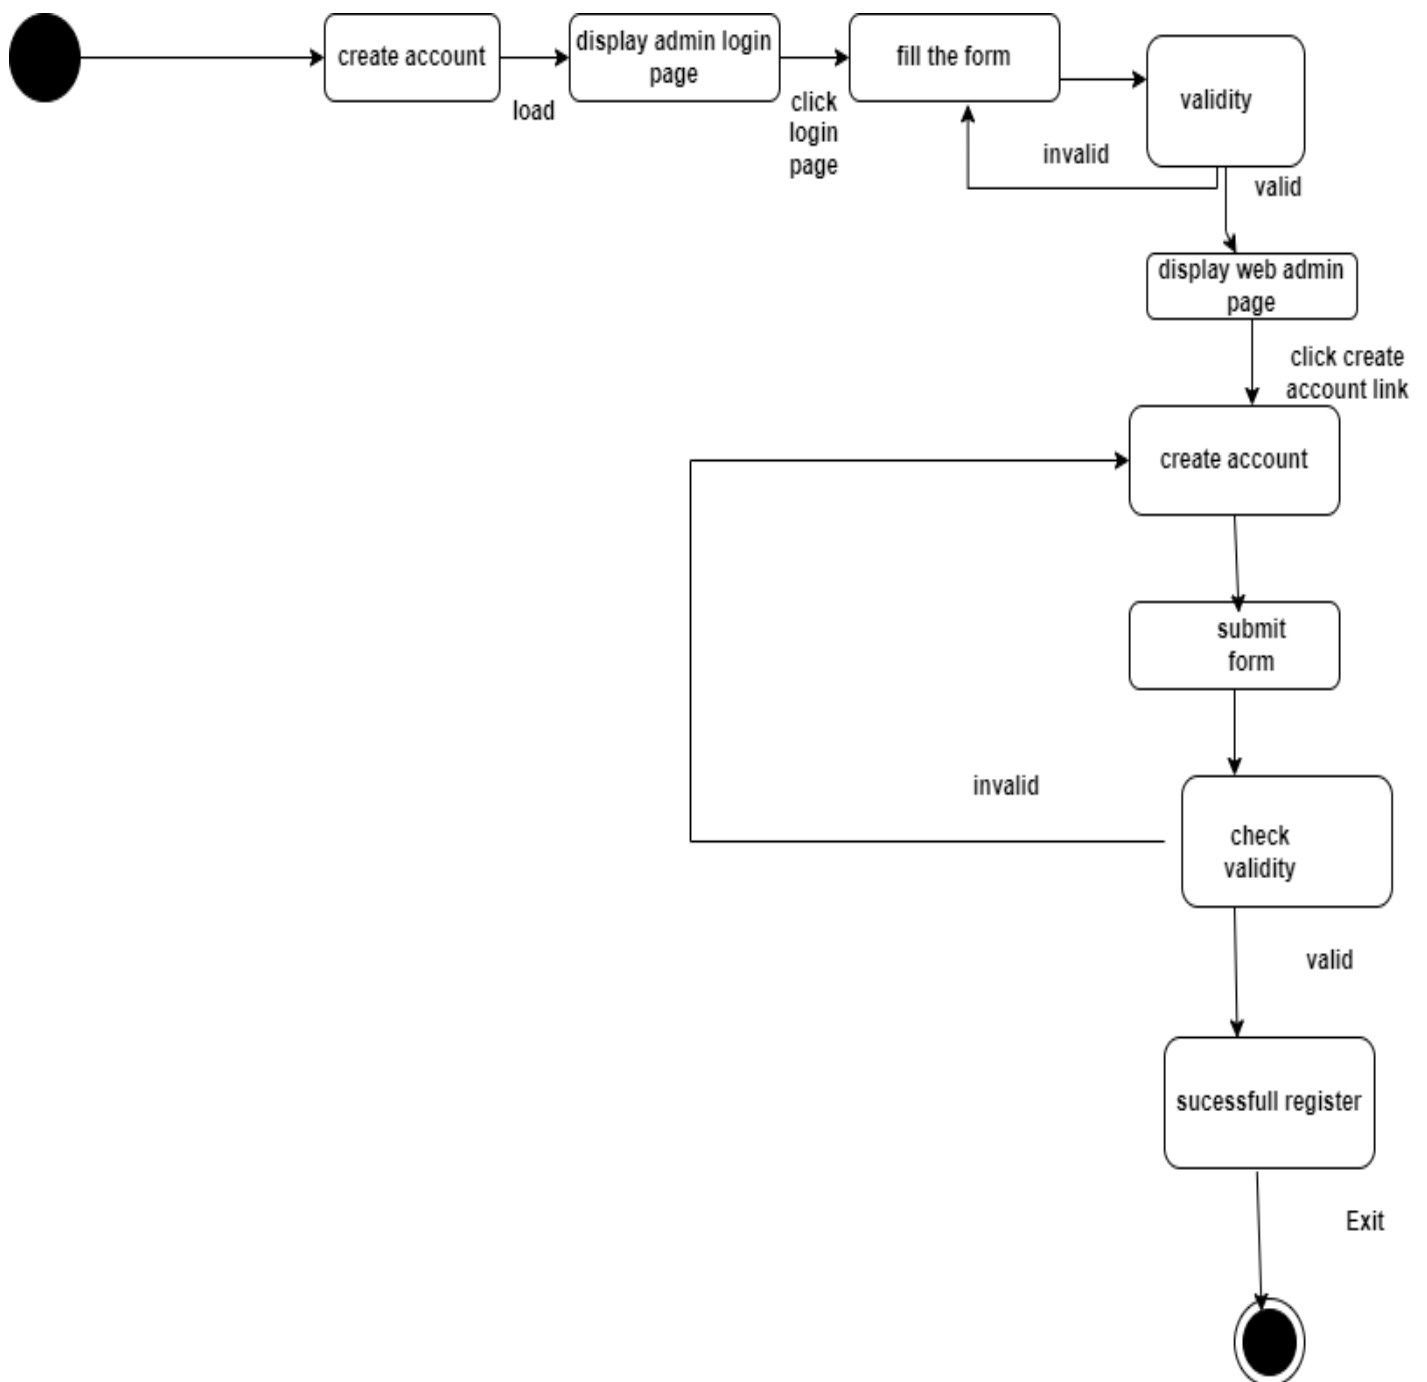 create account
load
display admin login
page
click
login
page
fill the form
validity
invalid
valid
display web admin
page
click create
account link
create account
submit
form
check
validity
invalid
valid
sucessfull register
Exit